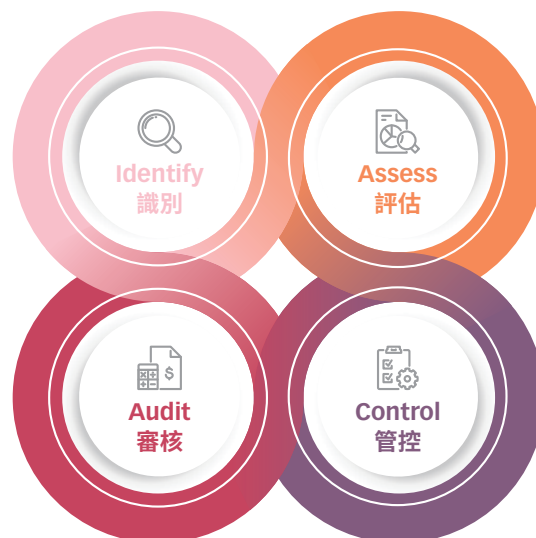 Identify
識別
Assess
評估
Audit
審核
$
Control
管控